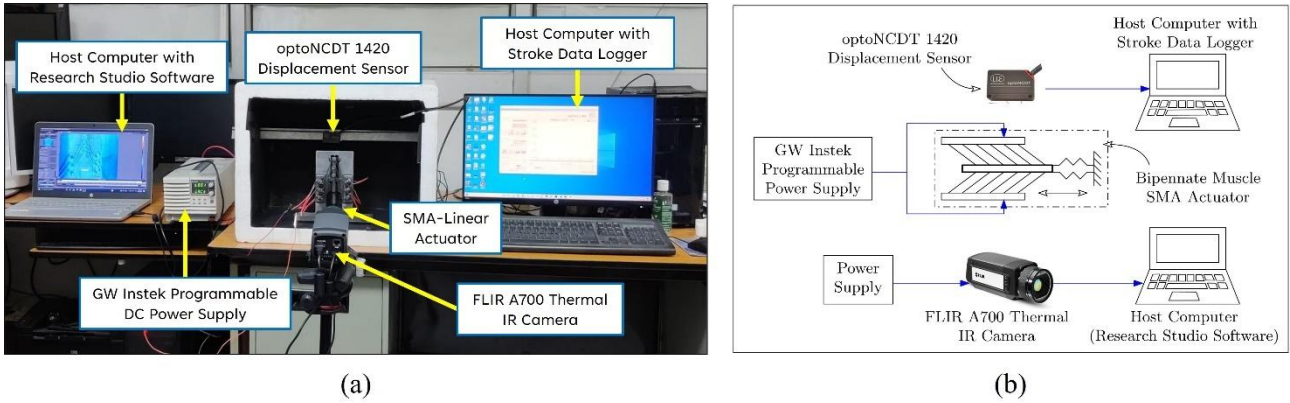 Host Computer with
Research Studio Software
optoNCDT 1420
Displacement Sensor
Host Computer with
Stroke Data Logger
SMA-Linear
Actuator
GW Instek Programmable
DC Power Supply
FLIR A700 Thermal
IR Camera
(a)
optoNCDT 1420
Displacement Sensor
Host Computer with
Stroke Data Logger
GW Instek
Programmable
Power Supply
Bipennate Muscle
SMA Actuator
Power
Supply
FLIR A700 Thermal
IR Camera
Host Computer
(Research Studio Software)
(b)